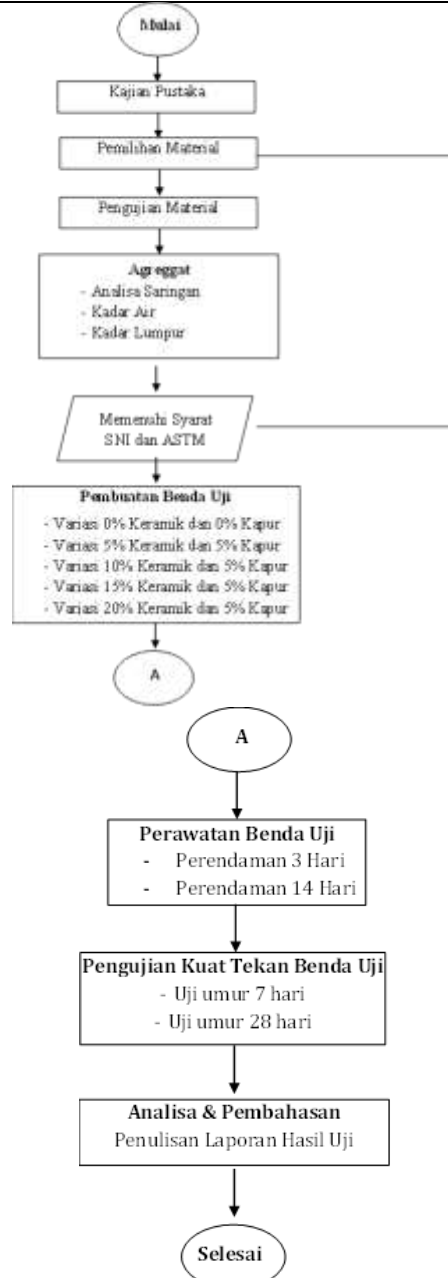 Mulai
Kajian Pustaka
Pemilihan Material
Pengujian Material
Agreggat
- Analisa Saringan
- Kadar Air
- Kadar Lumpur
Memenuhi Syarat
SNI dan ASTM
Pembuatan Benda Uji
- Variasi 0% Keramik dan 0% Kapur
- Variasi 5% Keramik dan 5% Kapur
- Variasi 10% Keramik dan 5% Kapur
- Variasi 15% Keramik dan 5% Kapur
- Variasi 20% Keramik dan 5% Kapur
A
A
Perawatan Benda Uji
- Perendaman 3 Hari
- Perendaman 14 Hari
Pengujian Kuat Tekan Benda Uji
- Uji umur 7 hari
- Uji umur 28 hari
Analisa & Pembahasan
Penulisan Laporan Hasil Uji
Selesai